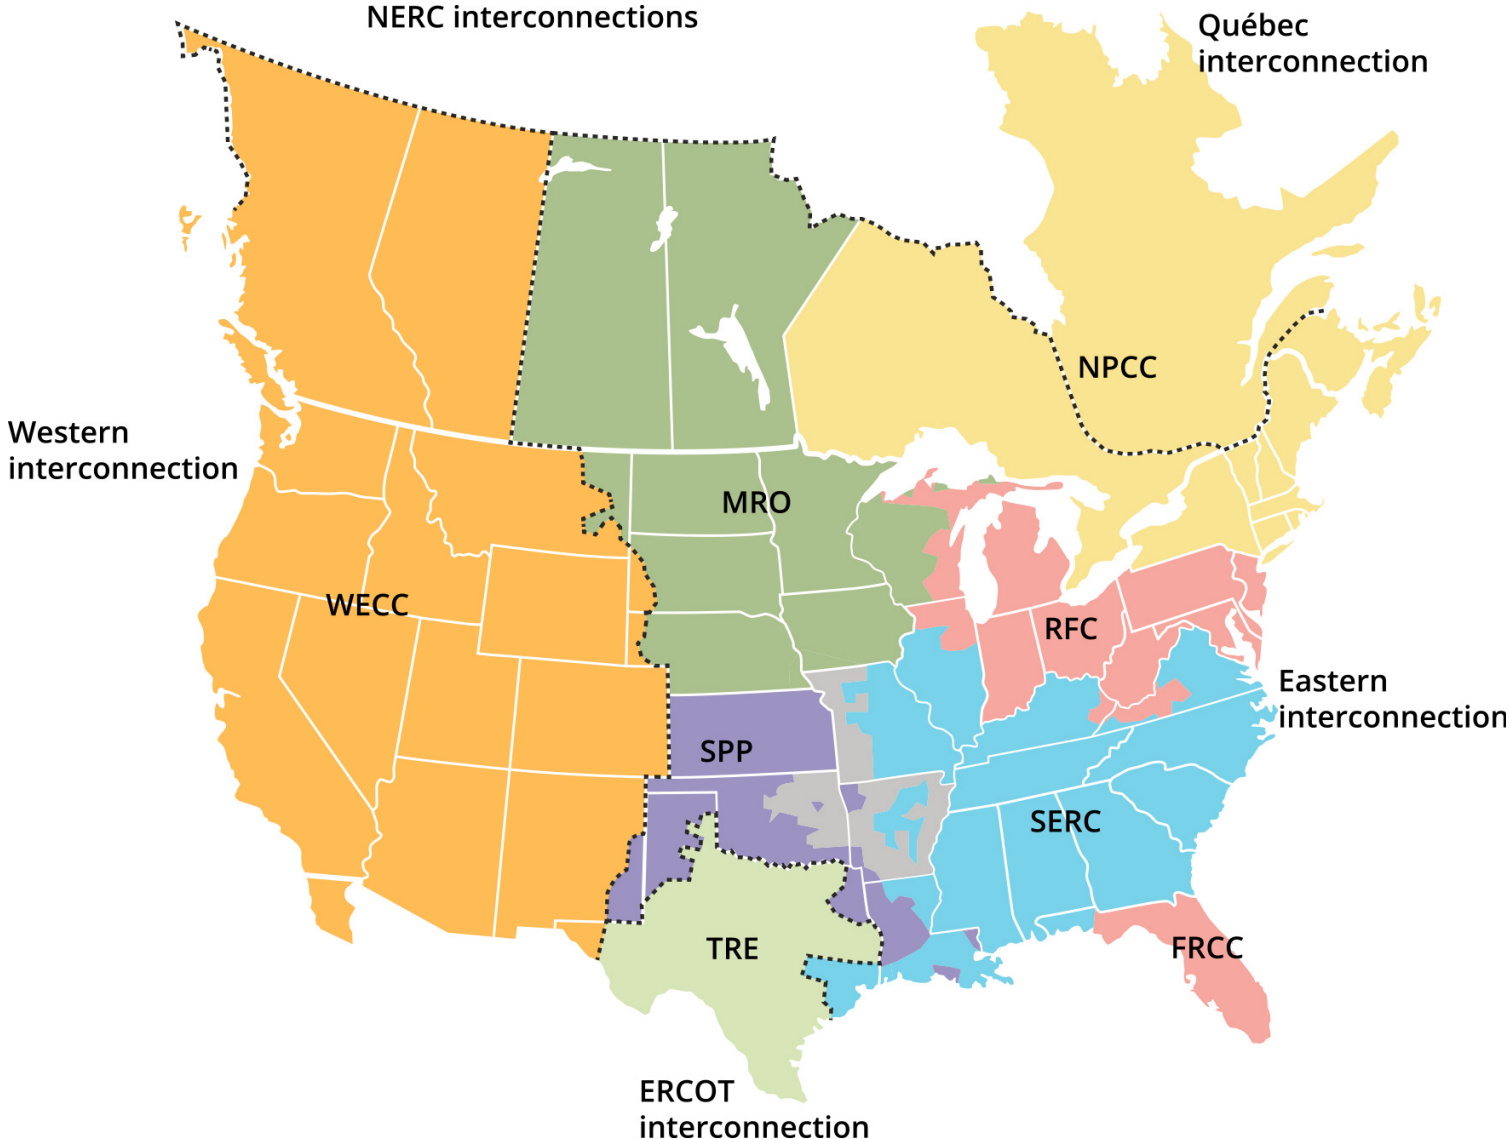 NERC interconnections
Québec
interconnection
NPCC
Western
interconnection
MRO
WECC
RFC
Eastern
interconnection
SPP
SERC
TRE
FRCC
ERCOT
interconnection